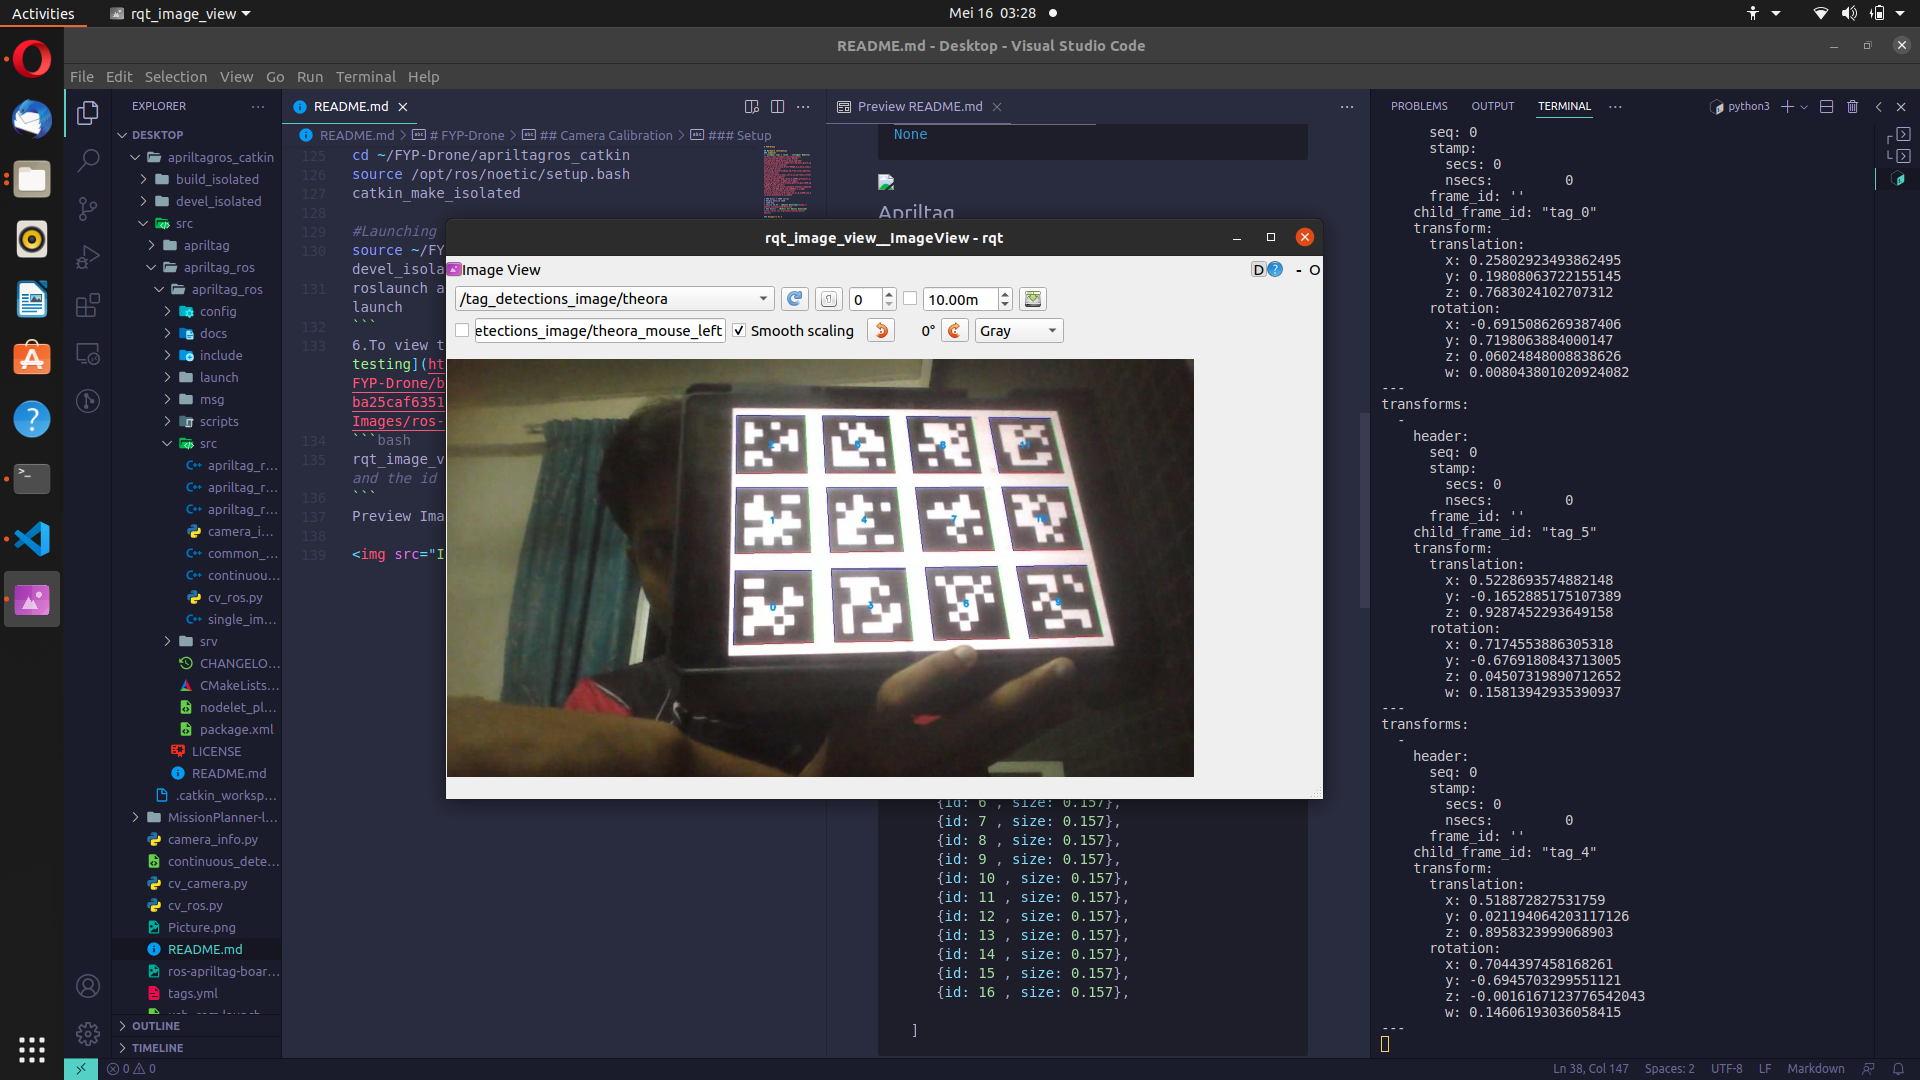 Activities
rqt_image_view
Mei 16 03:28
README.md - Desktop - Visual Studio Code
File Edit Selection View Go Run Terminal Help
EXPLORER
DESKTOP
apriltagros_catkin
build_isolated
devel_isolated
src
apriltag
apriltag_ros
apriltag_ros
config
docs
include
launch
msg
scripts
src
apriltag_r...
apriltag_r...
apriltag_r...
camera_i...
common_...
continuou...
cv_ros.py
single_im...
srv
CHANGELO...
CMakeLists...
nodelet_pl...
package.xml
LICENSE
README.md
.catkin_worksp...
MissionPlanner-l...
camera_info.py
continuous_dete...
cv_camera.py
cv_ros.py
Picture.png
README.md
ros-apriltag-boar...
tags.yml
OUTLINE
TIMELINE
README.md
README.md > # FYP-Drone > ## Camera Calibration > ### Setup
125 cd ~/FYP-Drone/apriltagros_catkin
126 source /opt/ros/noetic/setup.bash
127 catkin_make_isolated
128
129 #Launching
130 source ~/FY
devel_isola
131 roslaunch a
launch
132 ```
133 6.To view t
testing](ht
FYP-Drone/b
ba25caf6351
Images/ros-
134 ```bash
135 rqt_image_v
and the id
136 ```
137 Preview Ima
138
139 <img src="I
Preview README.md
None
Apriltag
rqt_image_view__ImageView - rqt
Image View
D - O
/tag_detections_image/theora
0
10.00m
etections_image/theora_mouse_left
Smooth scaling
0°
Gray
2 5 8 11
1 4 7 10
0 3 6 9
{id: 6 , size: 0.157},
{id: 7 , size: 0.157},
{id: 8 , size: 0.157},
{id: 9 , size: 0.157},
{id: 10 , size: 0.157},
{id: 11 , size: 0.157},
{id: 12 , size: 0.157},
{id: 13 , size: 0.157},
{id: 14 , size: 0.157},
{id: 15 , size: 0.157},
{id: 16 , size: 0.157},
]
PROBLEMS OUTPUT TERMINAL
python3
seq: 0
stamp:
secs: 0
nsecs: 0
frame_id: ''
child_frame_id: "tag_0"
transform:
translation:
x: 0.25802923493862495
y: 0.19808063722155145
z: 0.7683024102707312
rotation:
x: -0.6915086269387406
y: 0.7198063884000147
z: 0.06024848008838626
w: 0.008043801020924082
---
transforms:
-
header:
seq: 0
stamp:
secs: 0
nsecs: 0
frame_id: ''
child_frame_id: "tag_5"
transform:
translation:
x: 0.5228693574882148
y: -0.1652885175107389
z: 0.9287452293649158
rotation:
x: 0.717455388630​5318
y: -0.6769180843713005
z: 0.04507319890712652
w: 0.15813942935390937
---
transforms:
-
header:
seq: 0
stamp:
secs: 0
nsecs: 0
frame_id: ''
child_frame_id: "tag_4"
transform:
translation:
x: 0.518872827531759
y: 0.021194064203117126
z: 0.8958323999068903
rotation:
x: 0.7044397458168261
y: -0.6945703299551121
z: -0.0016167123776542043
w: 0.14606193036058415
---
0 0
Ln 38, Col 147 Spaces: 2 UTF-8 LF Markdown